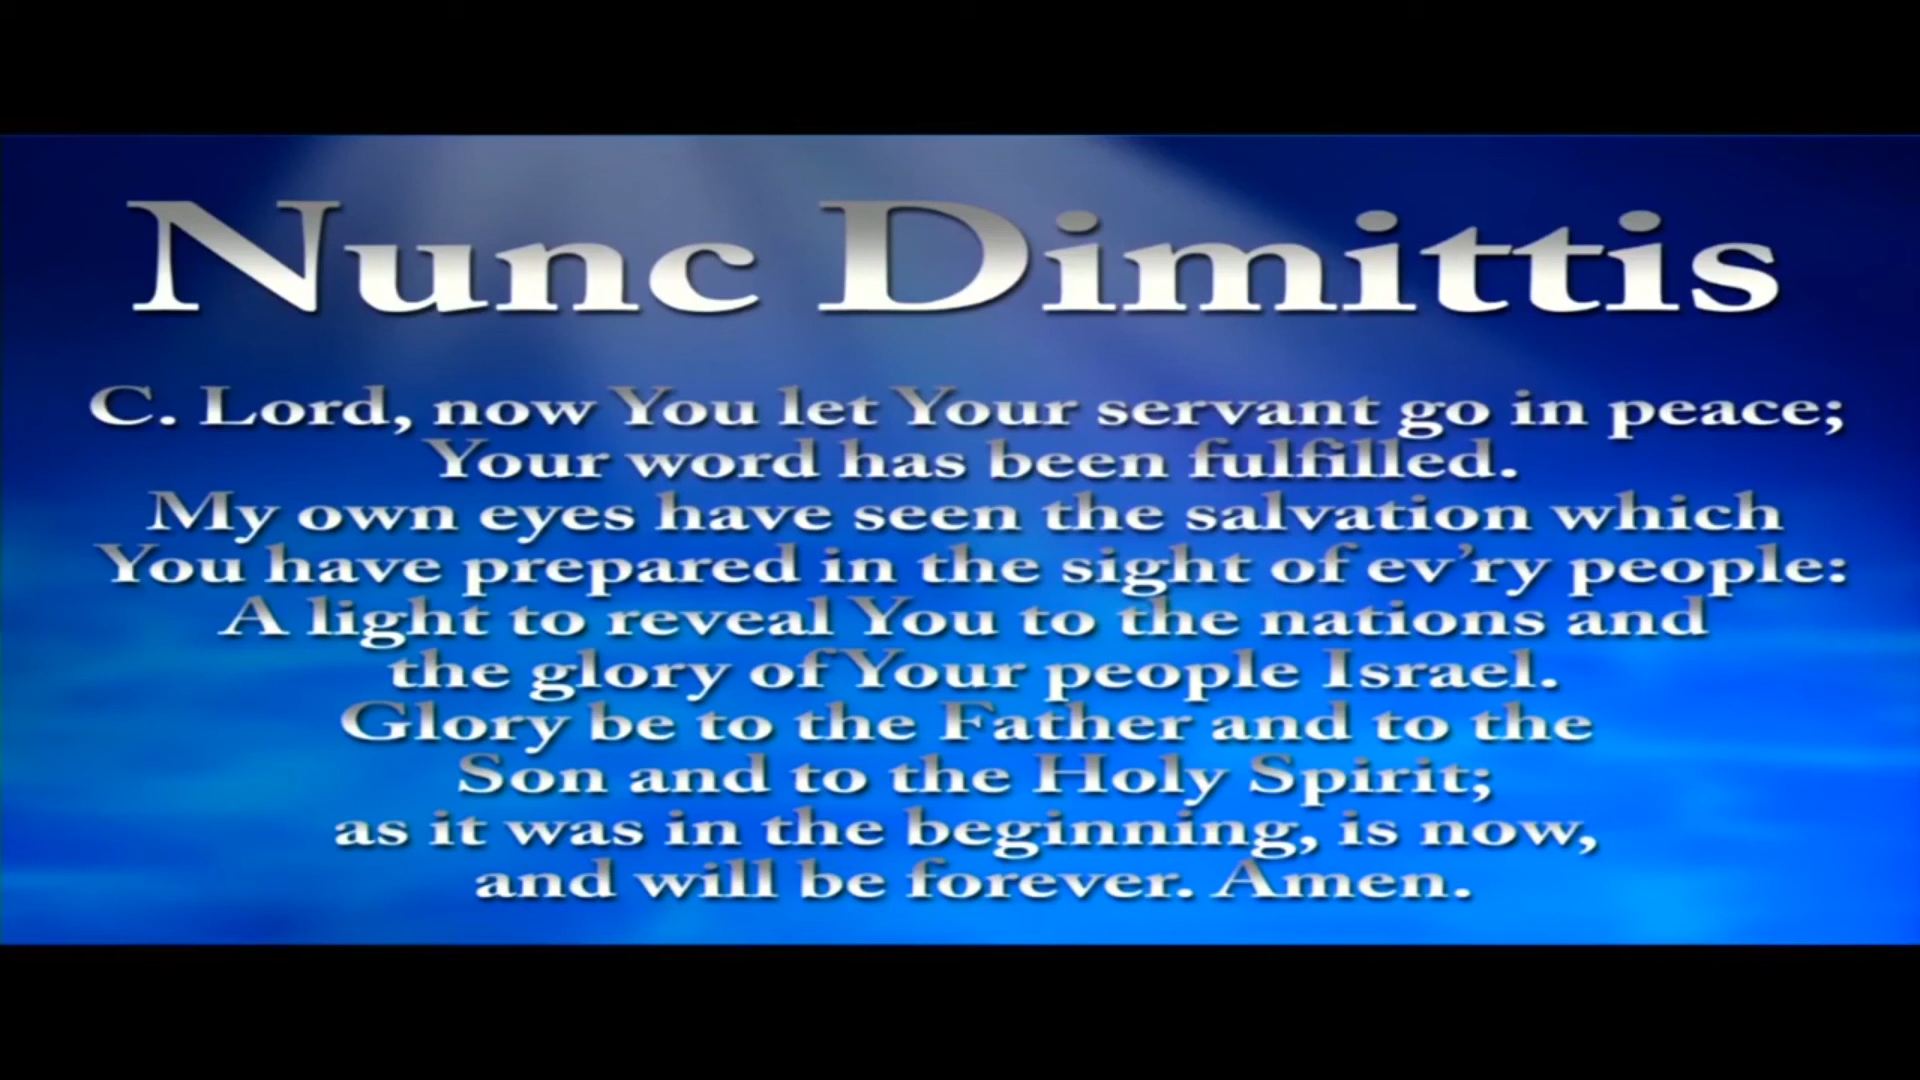 Nunc Dimittis
C. Lord, now You let Your servant go in peace;
Your word has been fulfilled.
My own eyes have seen the salvation which
You have prepared in the sight of ev’ry people:
A light to reveal You to the nations and
the glory of Your people Israel.
Glory be to the Father and to the
Son and to the Holy Spirit;
as it was in the beginning, is now,
and will be forever. Amen.